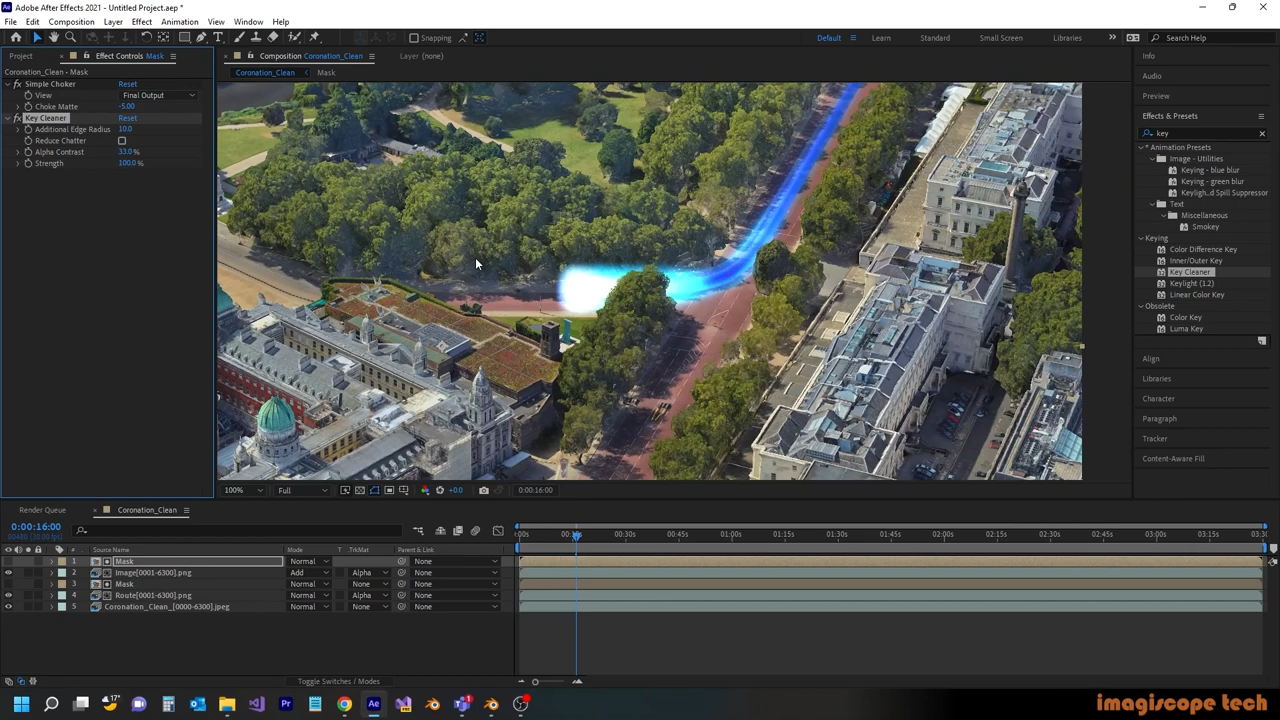 Adobe After Effects 2021 - Untitled Project.aep *
File Edit Composition Layer Effect Animation View Window Help
Snapping Default Learn Standard Small Screen Libraries Search Help
Project Effect Controls Mask Composition Coronation_Clean Layer (none) Info
Coronation_Clean - Mask Coronation_Clean Mask
Audio
Simple Choker Reset
View Final Output
Preview
Choke Matte -5.00
Key Cleaner Reset
Effects & Presets
Additional Edge Radius 10.0
key
Reduce Chatter
* Animation Presets
Alpha Contrast 33.0 %
Image - Utilities
Strength 100.0 %
Keying - blue blur
Keying - green blur
Keyligh...d Spill Suppressor
Text
Miscellaneous
Smokey
Keying
Color Difference Key
Inner/Outer Key
Key Cleaner
Keylight (1.2)
Linear Color Key
Obsolete
Color Key
Luma Key
Align
Libraries
Character
Paragraph
Tracker
Content-Aware Fill
100% Full +0.0 0:00:16:00
Render Queue Coronation_Clean
0:00:16:00
00480 (30.00 fps)
:00s 00:15s 00:30s 00:45s 01:00s 01:15s 01:30s 01:45s 02:00s 02:15s 02:30s 02:45s 03:00s 03:15s 03:30
# Source Name Mode T .TrkMat Parent & Link
1 Mask Normal None
2 Image[0001-6300].png Add Alpha None
3 Mask Normal None None
4 Route[0001-6300].png Normal Alpha None
5 Coronation_Clean_[0000-6300].jpeg Normal None None
Toggle Switches / Modes
17°
imagiscope tech